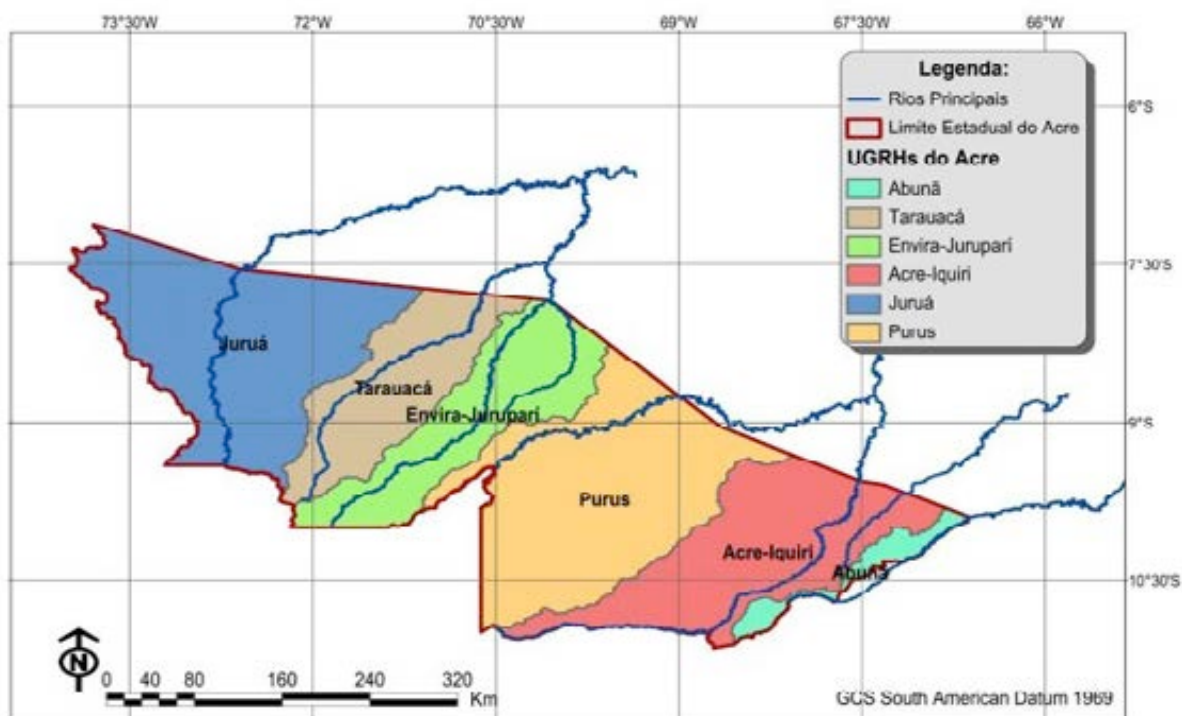 73°30'W 72°W 70°30'W 69°W 67°30'W 66°W
Legenda:
Rios Principais
Limite Estadual do Acre
UGRHs do Acre
Abunã
Tarauacá
Envira-Jurupari
Acre-Iquiri
Juruá
Purus
6°S
7°30'S
9°S
10°30'S
Juruá
Tarauacá
Envira-Jurupari
Purus
Acre-Iquiri
Abunã
N
0 40 80 160 240 320
Km
GCS South American Datum 1969